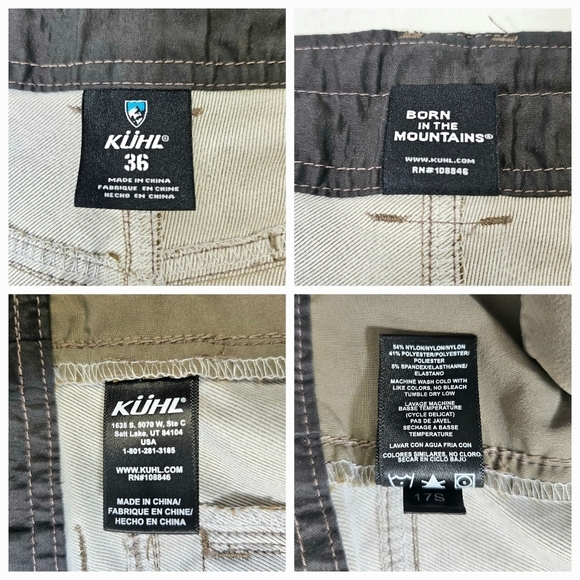 KÜHL®
36
MADE IN CHINA
FABRIQUE EN CHINE
HECHO EN CHINA
BORN
IN THE
MOUNTAINS®
WWW.KUHL.COM
RN#108846
KÜHL®
1635 S. 5070 W, Ste C
Salt Lake, UT 84104
USA
1-801-281-3185
WWW.KUHL.COM
RN#108846
MADE IN CHINA/
FABRIQUE EN CHINE/
HECHO EN CHINA
54% NYLON/NYLON/NYLON
41% POLYESTER/POLYESTER/
POLIESTER
5% SPANDEX/ELASTHANNE/
ELASTANO
MACHINE WASH COLD WITH
LIKE COLORS, NO BLEACH
TUMBLE DRY LOW
LAVAGE MACHINE
BASSE TEMPERATURE
(CYCLE DELICAT)
PAS DE JAVEL
SECHAGE A BASSE
TEMPERATURE
LAVAR CON AGUA FRIA CON
COLORES SIMILARES, NO CLORO,
SECAR EN CICLO BAJO
17S